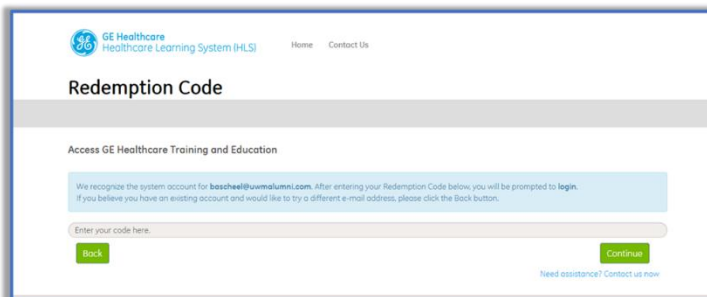 GE Healthcare
Healthcare Learning System (HLS)
Home Contact Us
Redemption Code
Access GE Healthcare Training and Education
We recognize the system account for bascheel@uwmalumni.com. After entering your Redemption Code below, you will be prompted to login.
If you believe you have an existing account and would like to try a different e-mail address, please click the Back button.
Enter your code here.
Back Continue
Need assistance? Contact us now